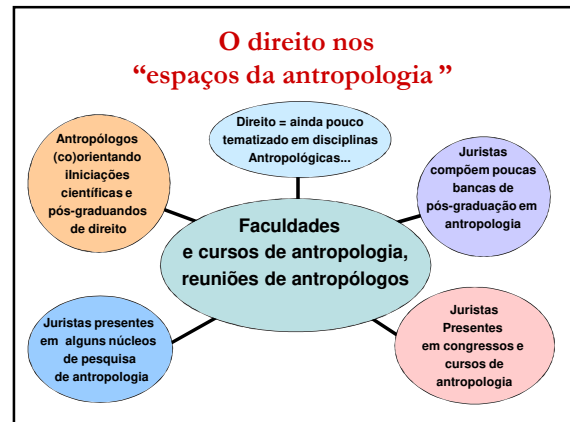 O direito nos
“espaços da antropologia ”
Direito = ainda pouco
tematizado em disciplinas
Antropológicas...
Antropólogos
(co)orientando
iIniciações
científicas e
pós-graduandos
de direito
Juristas
compõem poucas
bancas de
pós-graduação em
antropologia
Faculdades
e cursos de antropologia,
reuniões de antropólogos
Juristas presentes
em alguns núcleos
de pesquisa
de antropologia
Juristas
Presentes
em congressos e
cursos de
antropologia